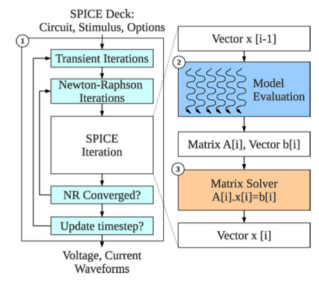 SPICE Deck:
Circuit, Stimulus, Options
1
Transient Iterations
Newton-Raphson
Iterations
SPICE
Iteration
NR Converged?
Update timestep?
Voltage, Current
Waveforms
Vector x [i-1]
2
Model
Evaluation
Matrix A[i], Vector b[i]
3
Matrix Solver
A[i].x[i]=b[i]
Vector x [i]